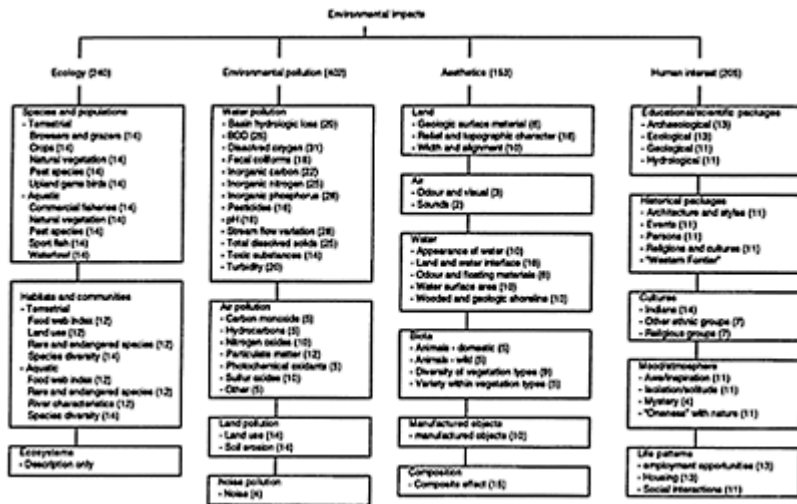 Environmental impacts
Ecology (240)
Species and populations
- Terrestrial
Browsers and grazers (14)
Crops (14)
Natural vegetation (14)
Pest species (14)
Upland game birds (14)
- Aquatic
Commercial fisheries (14)
Natural vegetation (14)
Pest species (14)
Sport fish (14)
Waterfowl (14)
Habitats and communities
- Terrestrial
Food web index (12)
Land use (12)
Rare and endangered species (12)
Species diversity (14)
- Aquatic
Food web index (12)
Rare and endangered species (12)
River characteristics (12)
Species diversity (14)
Ecosystems
- Description only
Environmental pollution (402)
Water pollution
- Basin hydrologic loss (20)
- BOD (25)
- Dissolved oxygen (31)
- Fecal coliforms (18)
- Inorganic carbon (22)
- Inorganic nitrogen (25)
- Inorganic phosphorus (28)
- Pesticides (16)
- pH (18)
- Stream flow variation (28)
- Total dissolved solids (25)
- Toxic substances (14)
- Turbidity (20)
Air pollution
- Carbon monoxide (5)
- Hydrocarbons (5)
- Nitrogen oxides (10)
- Particulate matter (12)
- Photochemical oxidants (5)
- Sulfur oxides (10)
- Other (5)
Land pollution
- Land use (14)
- Soil erosion (14)
Noise pollution
- Noise (4)
Aesthetics (153)
Land
- Geologic surface material (6)
- Relief and topographic character (16)
- Width and alignment (10)
Air
- Odour and visual (3)
- Sounds (2)
Water
- Appearance of water (10)
- Land and water interface (16)
- Odour and floating materials (6)
- Water surface area (10)
- Wooded and geologic shoreline (10)
Biota
- Animals - domestic (5)
- Animals - wild (5)
- Diversity of vegetation types (9)
- Variety within vegetation types (5)
Manufactured objects
- manufactured objects (10)
Composition
- Composite effect (15)
Human interest (205)
Educational/scientific packages
- Archaeological (13)
- Ecological (13)
- Geological (11)
- Hydrological (11)
Historical packages
- Architecture and styles (11)
- Events (11)
- Persons (11)
- Religions and cultures (11)
- "Western Fontier"
Cultures
- Indians (14)
- Other ethnic groups (7)
- Religious groups (7)
Mood/atmosphere
- Awe/inspiration (11)
- Isolation/solitude (11)
- Mystery (4)
- "Oneness" with nature (11)
Life patterns
- employment opportunities (13)
- Housing (13)
- Social interactions (11)